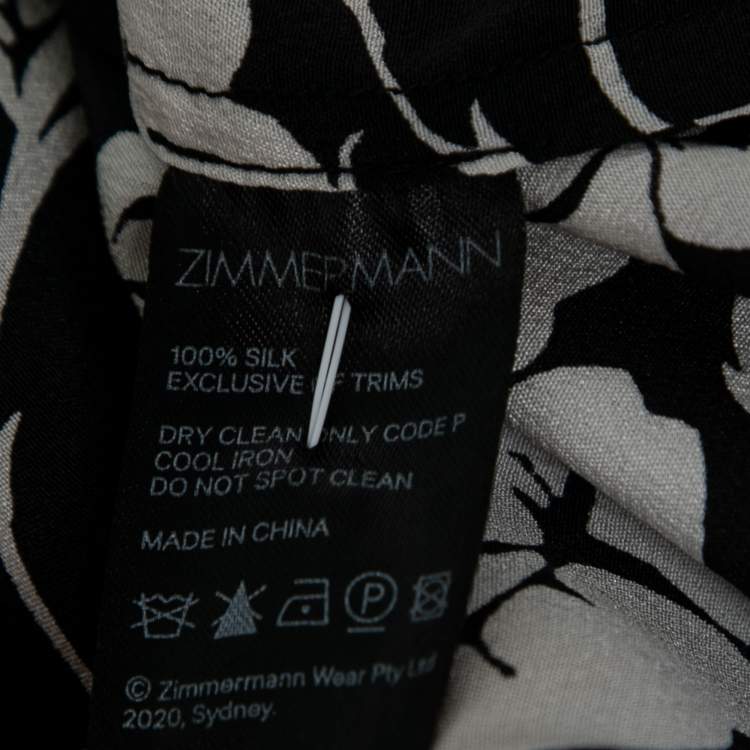 ZIMMERMANN
100% SILK
EXCLUSIVE OF TRIMS
DRY CLEAN ONLY CODE P
COOL IRON
DO NOT SPOT CLEAN
MADE IN CHINA
P
© Zimmermann Wear Pty Ltd
2020, Sydney.